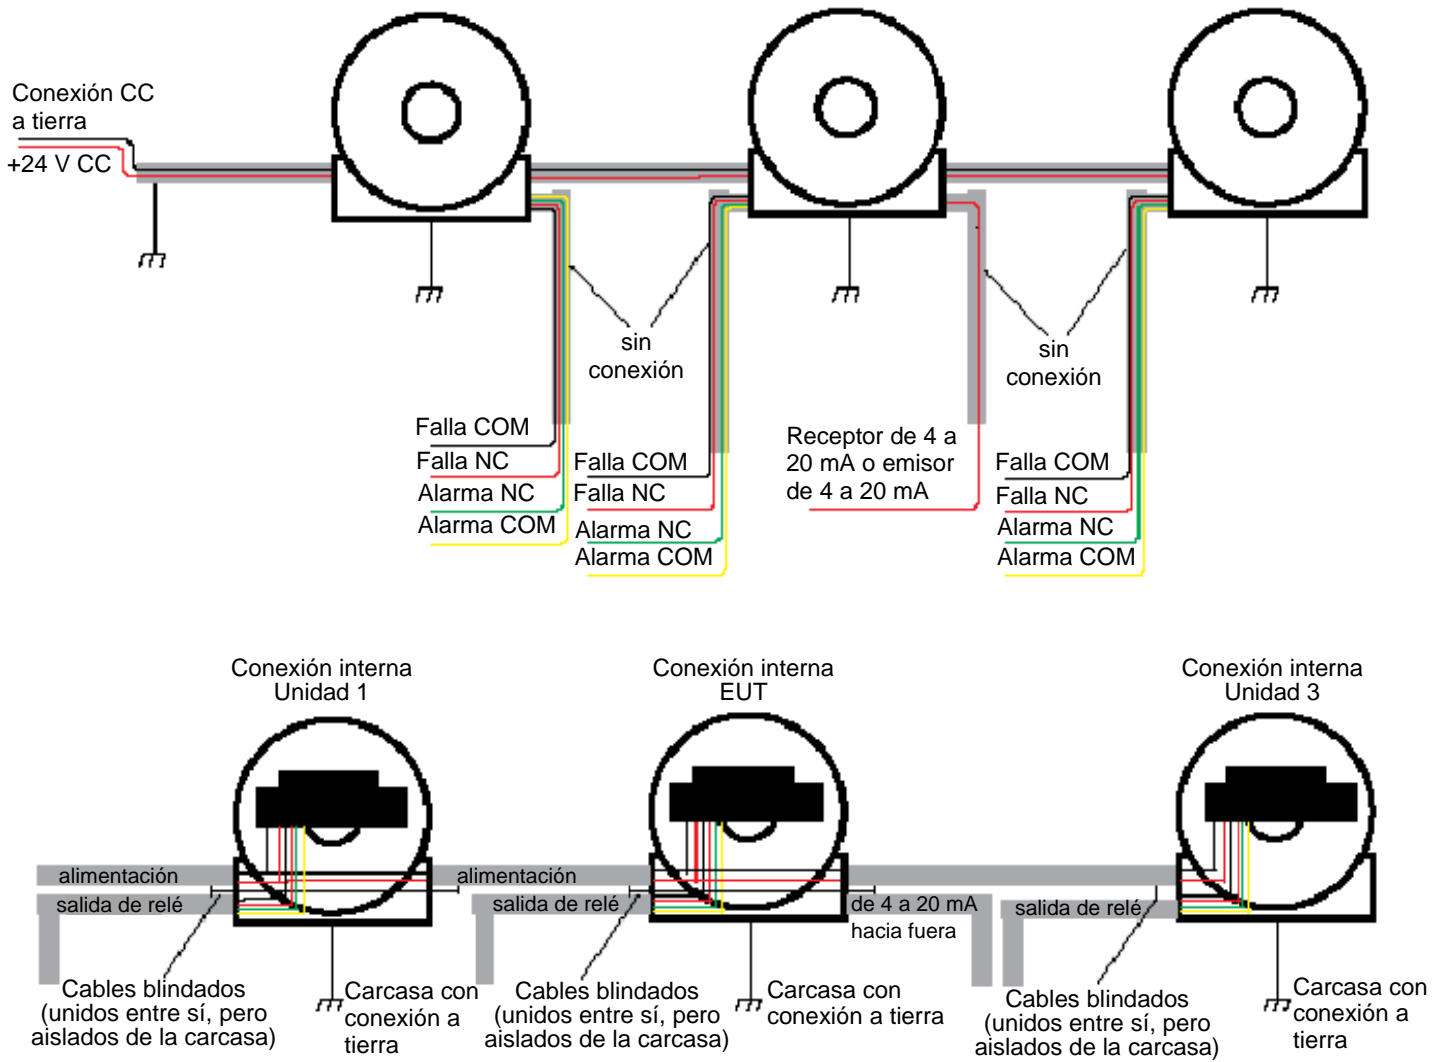 Conexión CC
a tierra
+24 V CC
sin
conexión
sin
conexión
Falla COM
Falla NC
Alarma NC
Alarma COM
Falla COM
Falla NC
Alarma NC
Alarma COM
Receptor de 4 a
20 mA o emisor
de 4 a 20 mA
Falla COM
Falla NC
Alarma NC
Alarma COM
Conexión interna
Unidad 1
Conexión interna
EUT
Conexión interna
Unidad 3
alimentación
salida de relé
alimentación
salida de relé
de 4 a 20 mA
hacia fuera
salida de relé
Cables blindados
(unidos entre sí, pero
aislados de la carcasa)
Carcasa con
conexión a
tierra
Cables blindados
(unidos entre sí, pero
aislados de la carcasa)
Carcasa con
conexión a tierra
Cables blindados
(unidos entre sí, pero
aislados de la carcasa)
Carcasa con
conexión a
tierra